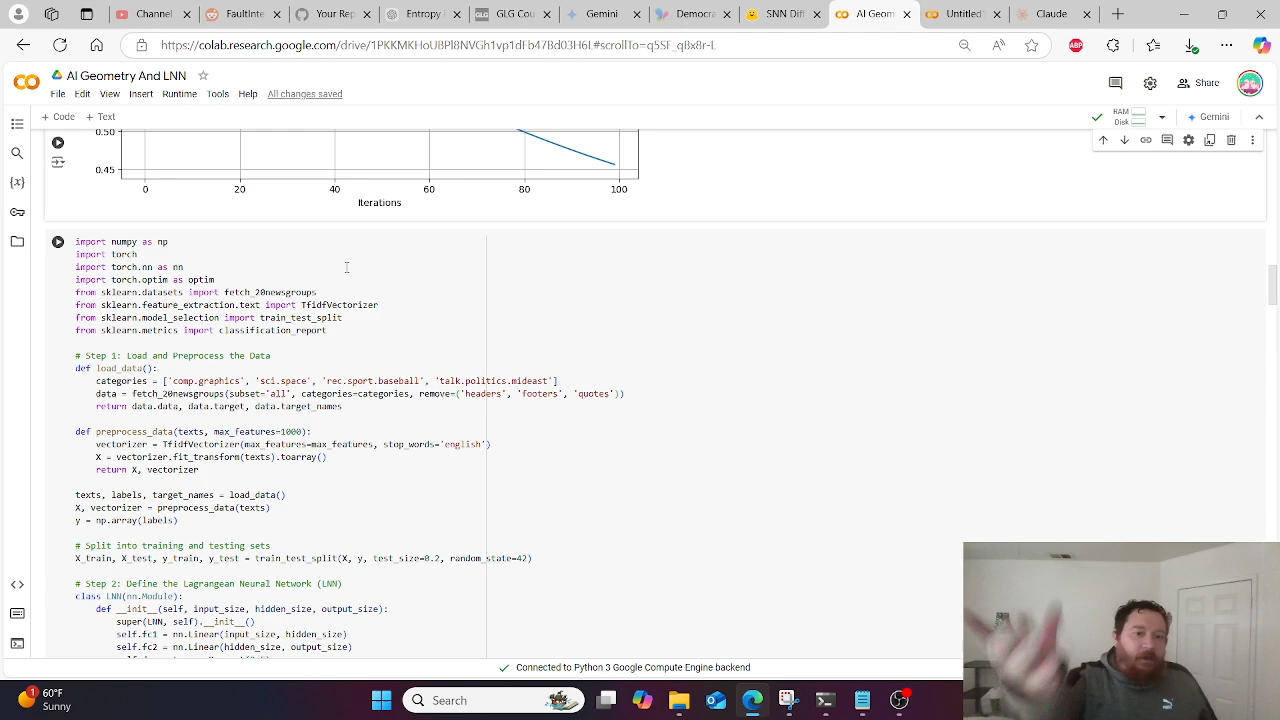 Channel
FaultInte
Your Rep
Entropy F
GLG Cou
Gemini
Democra
SNN Diff
AI Geom
Untitled1
Claude
https://colab.research.google.com/drive/
AI Geometry And LNN
File Edit View Insert Runtime Tools Help All changes saved
Share
+ Code + Text
RAM
Disk
Gemini
0.50
0.45
0 20 40 60 80 100
Iterations
import numpy as np
import torch
import torch.nn as nn
import torch.optim as optim
from sklearn.datasets import fetch_20newsgroups
from sklearn.feature_extraction.text import TfidfVectorizer
from sklearn.model_selection import train_test_split
from sklearn.metrics import classification_report
# Step 1: Load and Preprocess the Data
def load_data():
categories = ['comp.graphics', 'sci.space', 'rec.sport.baseball', 'talk.politics.mideast']
data = fetch_20newsgroups(subset='all', categories=categories, remove=('headers', 'footers', 'quotes'))
return data.data, data.target, data.target_names
def preprocess_data(texts, max_features=1000):
vectorizer = TfidfVectorizer(max_features=max_features, stop_words='english')
X = vectorizer.fit_transform(texts).toarray()
return X, vectorizer
texts, labels, target_names = load_data()
X, vectorizer = preprocess_data(texts)
y = np.array(labels)
# Split into training and testing sets
X_train, X_test, y_train, y_test = train_test_split(X, y, test_size=0.2, random_state=42)
# Step 2: Define the Lagrangean Neural Network (LNN)
class LNN(nn.Module):
def __init__(self, input_size, hidden_size, output_size):
super(LNN, self).__init__()
self.fc1 = nn.Linear(input_size, hidden_size)
self.fc2 = nn.Linear(hidden_size, output_size)
Connected to Python 3 Google Compute Engine backend
1
60°F
Sunny
Search